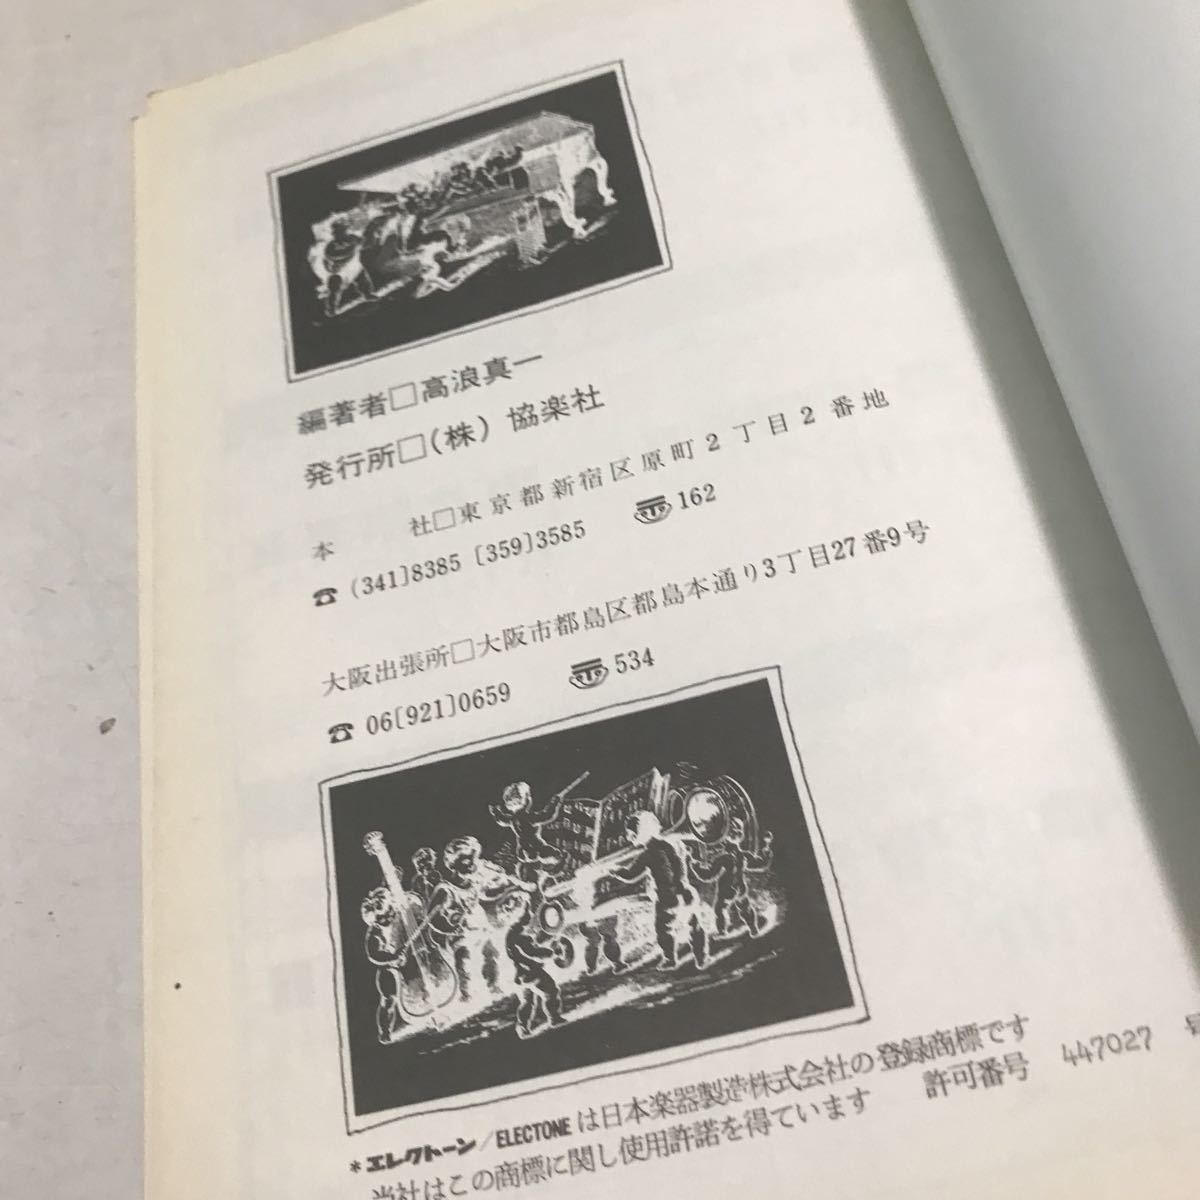 編著者□高浪真一
発行所□(株)協楽社
本　　社□東京都新宿区原町2丁目2番地
☎ (341)8385 [359]3585　〒162
大阪出張所□大阪市都島区都島本通り3丁目27番9号
☎ 06[921]0659　〒534
*エレクトーン/ELECTONEは日本楽器製造株式会社の登録商標です
当社はこの商標に関し使用許諾を得ています　許可番号　447027　号